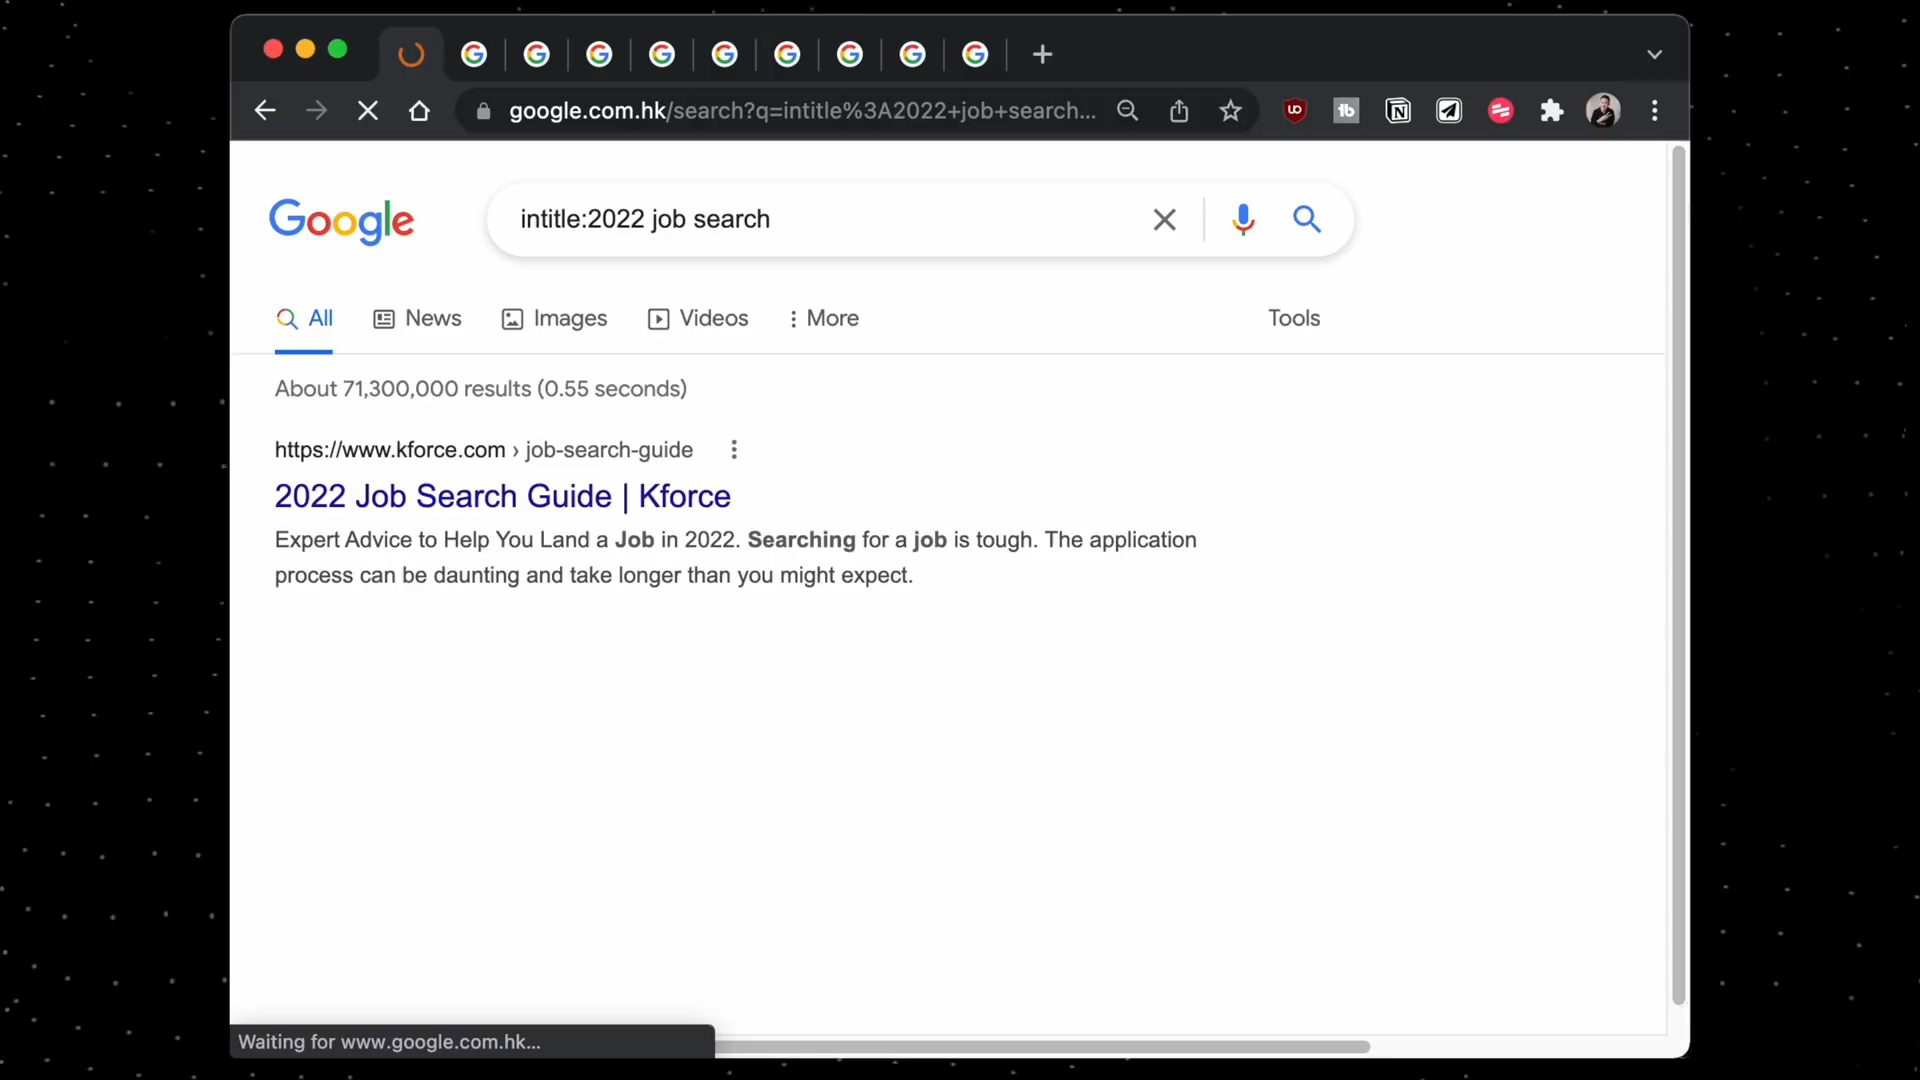 google.com.hk/search?q=intitle%3A2022+job+search...
Google
intitle:2022 job search
All
News
Images
Videos
More
Tools
About 71,300,000 results (0.55 seconds)
https://www.kforce.com › job-search-guide
2022 Job Search Guide | Kforce
Expert Advice to Help You Land a Job in 2022. Searching for a job is tough. The application
process can be daunting and take longer than you might expect.
Waiting for www.google.com.hk...